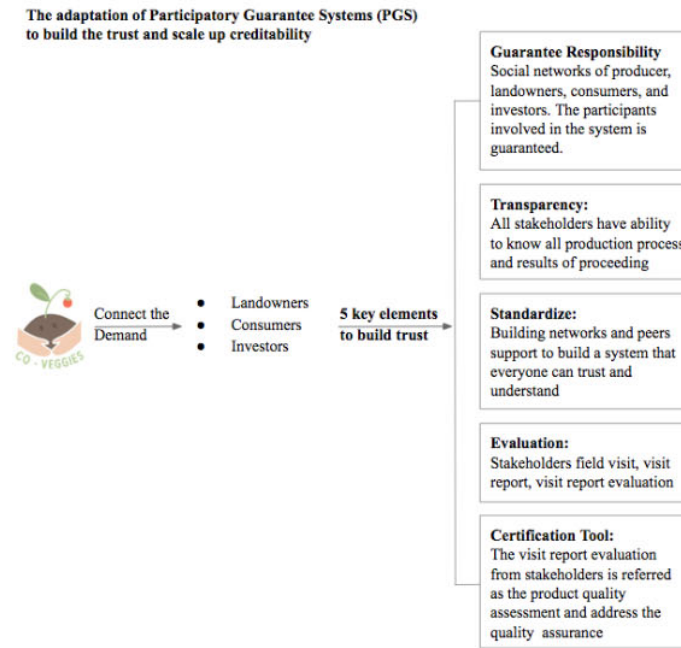 The adaptation of Participatory Guarantee Systems (PGS)
to build the trust and scale up creditability
Guarantee Responsibility
Social networks of producer,
landowners, consumers, and
investors. The participants
involved in the system is
guaranteed.
Transparency:
All stakeholders have ability
to know all production process
and results of proceeding
CO - VEGGIES
Connect the
Demand
Landowners
Consumers
Investors
5 key elements
to build trust
Standardize:
Building networks and peers
support to build a system that
everyone can trust and
understand
Evaluation:
Stakeholders field visit, visit
report, visit report evaluation
Certification Tool:
The visit report evaluation
from stakeholders is referred
as the product quality
assessment and address the
quality assurance